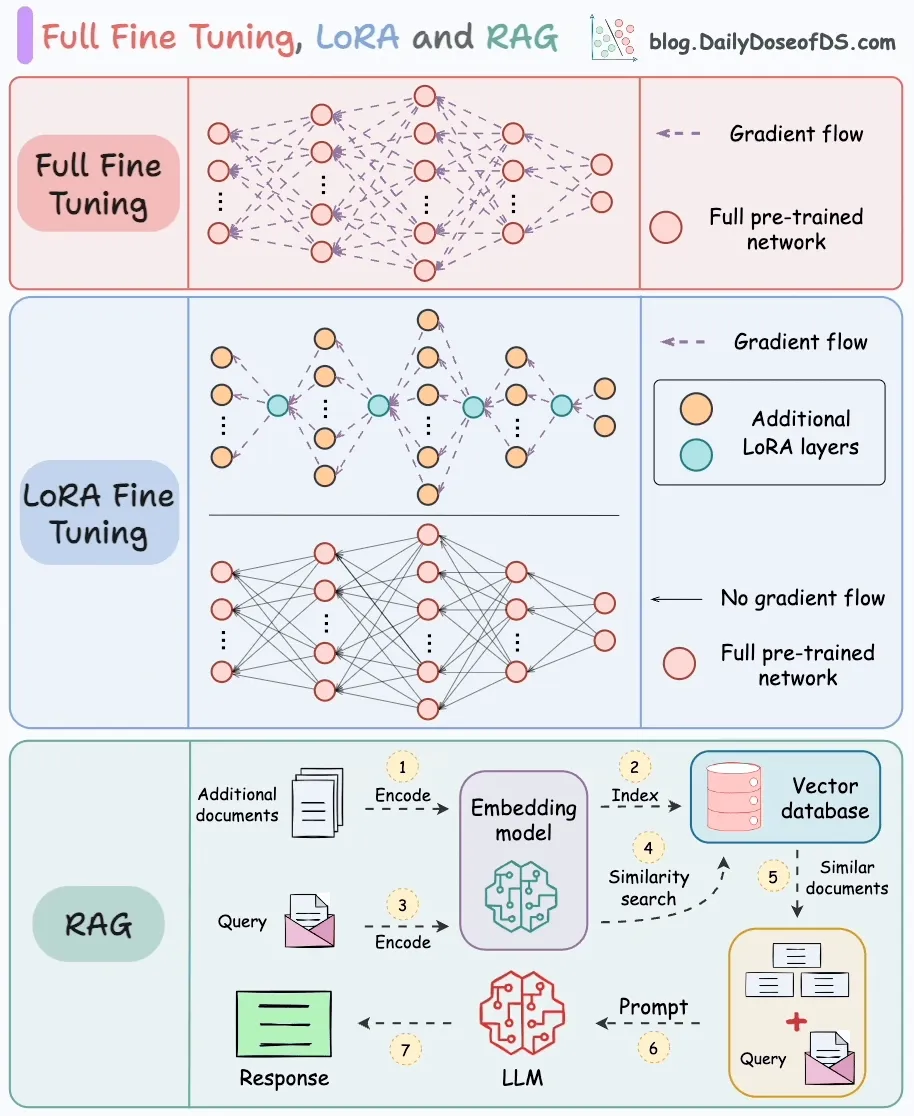 Full Fine Tuning, LoRA and RAG
blog.DailyDoseofDS.com
Full Fine
Tuning
Gradient flow
Full pre-trained
network
LoRA Fine
Tuning
Gradient flow
Additional
LoRA layers
No gradient flow
Full pre-trained
network
RAG
Additional
documents
1
Encode
Embedding
model
2
Index
Vector
database
Query
3
Encode
4
Similarity
search
5
Similar
documents
Query
Prompt
6
LLM
7
Response